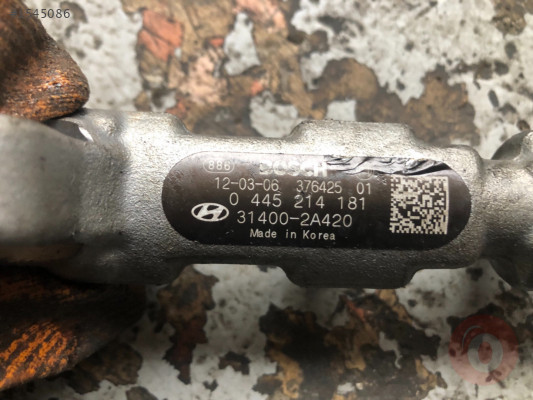 BOSCH
12-03-06 376425 01
0 445 214 181
31400-2A420
Made in Korea